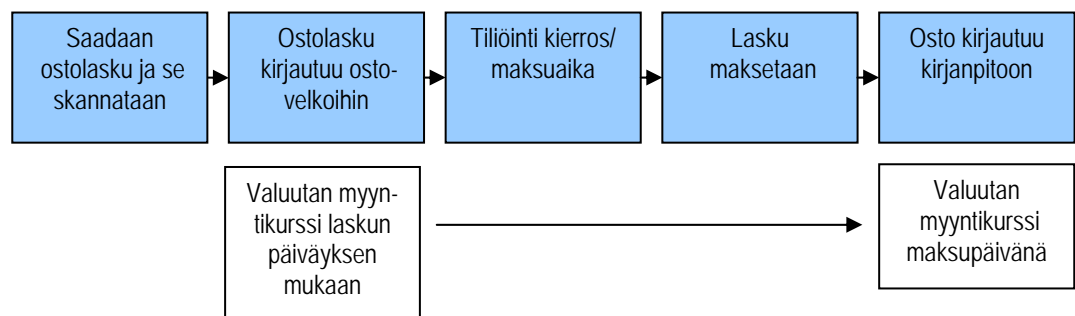 Saadaan
ostolasku ja se
skannataan
Ostolasku
kirjautuu osto-
velkoihin
Tiliöinti kierros/
maksuaika
Lasku
maksetaan
Osto kirjautuu
kirjanpitoon
Valuutan myyn-
tikurssi laskun
päiväyksen
mukaan
Valuutan
myyntikurssi
maksupäivänä